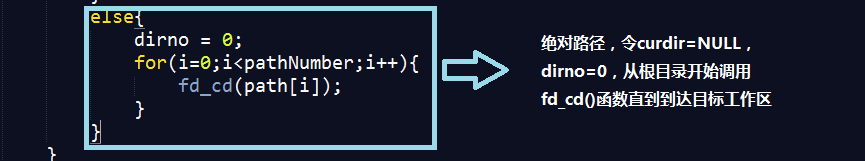 else{
dirno = 0;
for(i=0;i<pathNumber;i++){
fd_cd(path[i]);
}
}
}
绝对路径，令curdir=NULL，
dirno=0，从根目录开始调用
fd_cd()函数直到到达目标工作区